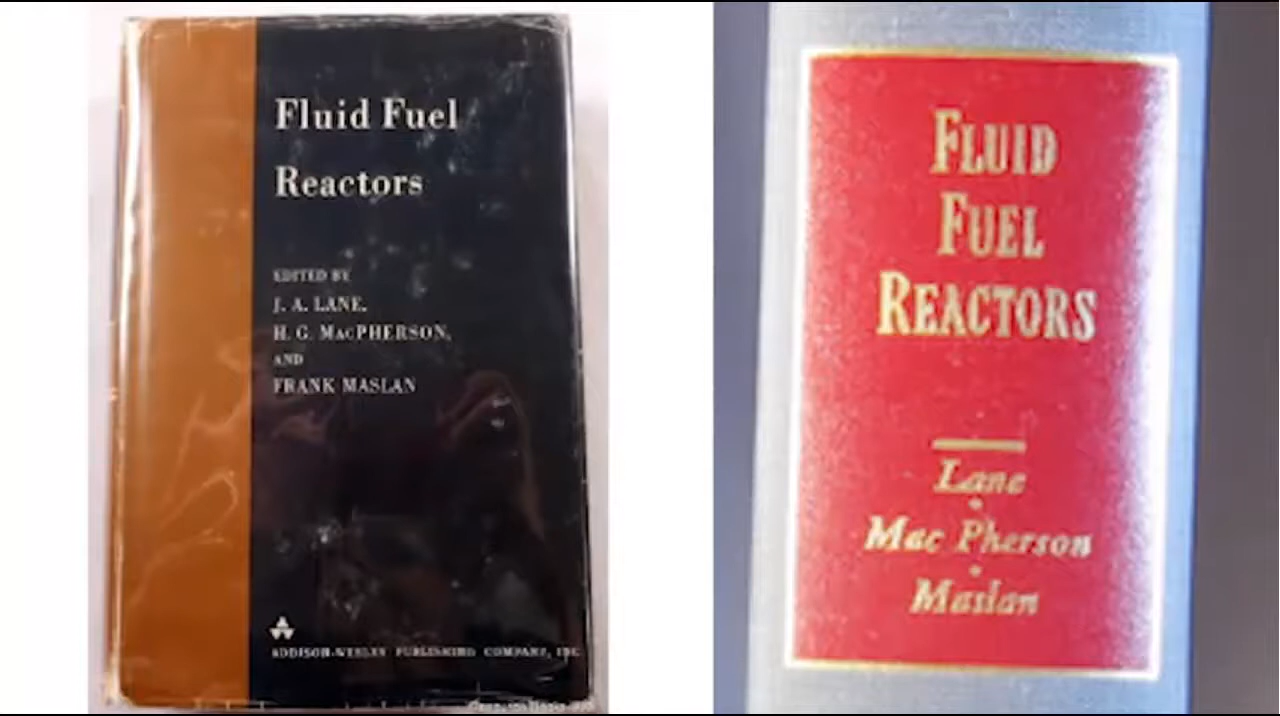 Fluid Fuel
Reactors
EDITED BY
J. A. LANE,
H. G. MacPHERSON,
AND
FRANK MASLAN
ADDISON-WESLEY PUBLISHING COMPANY, INC.
FLUID
FUEL
REACTORS
Lane
Mac Pherson
Maslan